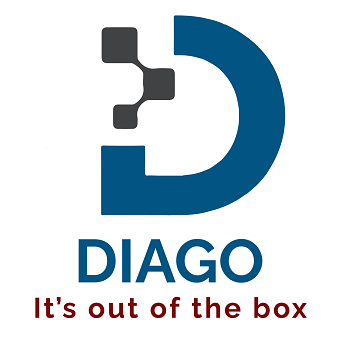 DIAGO
It's out of the box